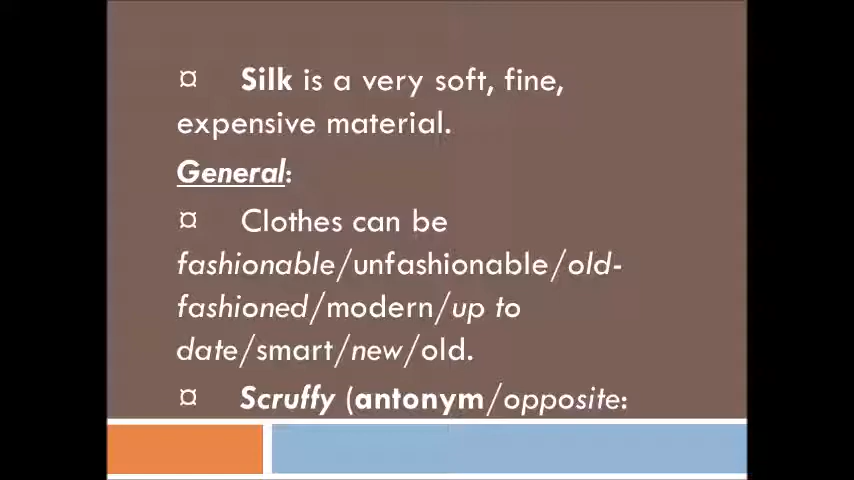 ¤ Silk is a very soft, fine,
expensive material.
General:
¤ Clothes can be
fashionable/unfashionable/old-
fashioned/modern/up to
date/smart/new/old.
¤ Scruffy (antonym/opposite: